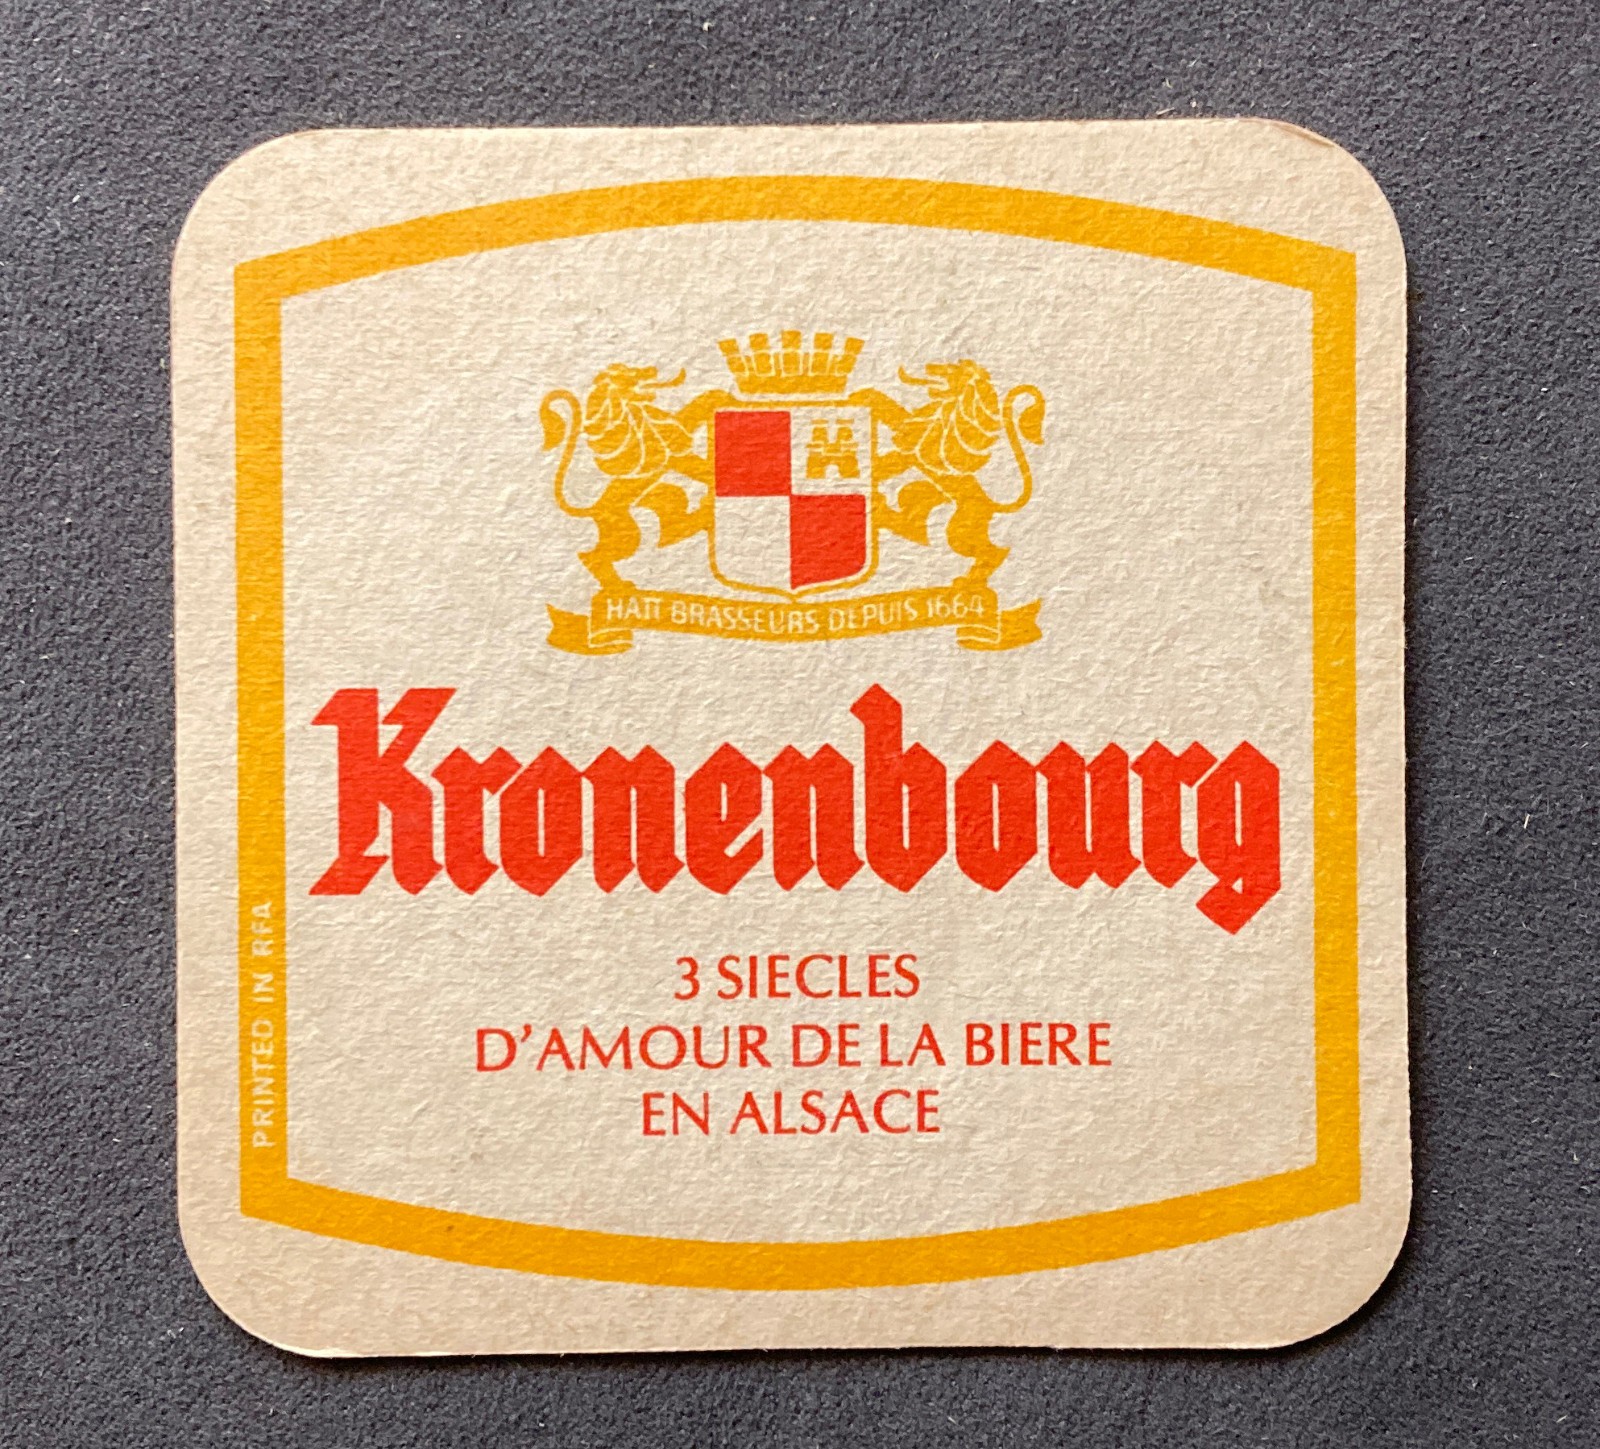 HATT BRASSEURS DEPUIS 1664
Kronenbourg
3 SIECLES
D'AMOUR DE LA BIERE
EN ALSACE
PRINTED IN RFA